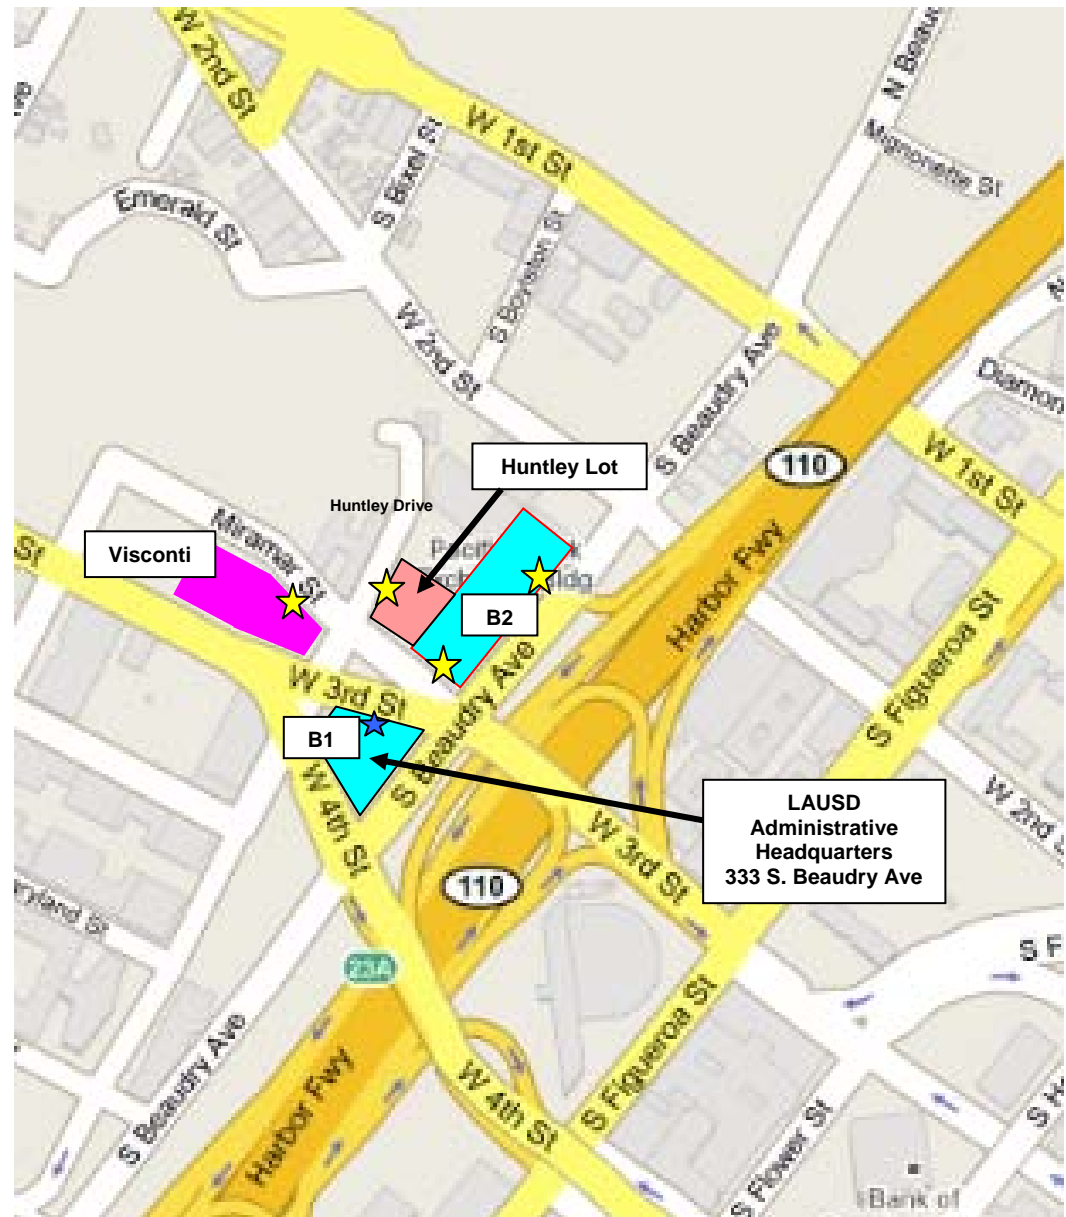 W 2nd St
N Beau
W 1st St
Mignonette St
S Bixel St
Emerald St
S Boylston St
W 2nd St
S Beaudry Ave
Diamon
110
W 1st St
Huntley Lot
Huntley Drive
Miramar St
St
Visconti
Harbor Fwy
B2
S Figueroa St
W 3rd St
B1
S Beaudry Ave
LAUSD
Administrative
Headquarters
333 S. Beaudry Ave
W 2nd S
W 4th St
W 3rd St
110
ryland St
23A
S F
S Figueroa St
S Beaudry Ave
Harbor Fwy
W 4th St
S Flower St
S H
Bank of